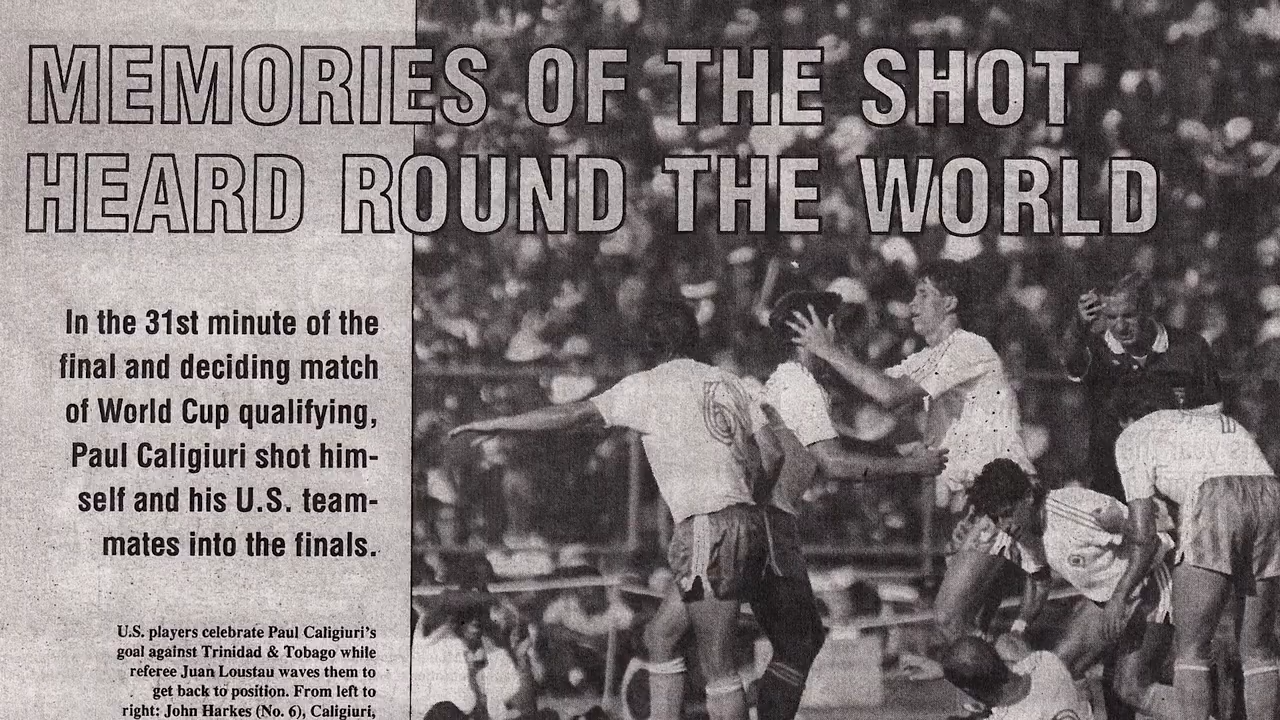 MEMORIES OF THE SHOT
HEARD ROUND THE WORLD
In the 31st minute of the
final and deciding match
of World Cup qualifying,
Paul Caligiuri shot him-
self and his U.S. team-
mates into the finals.
U.S. players celebrate Paul Caligiuri's
goal against Trinidad & Tobago while
referee Juan Loustau waves them to
get back to position. From left to
right: John Harkes (No. 6), Caligiuri,
6